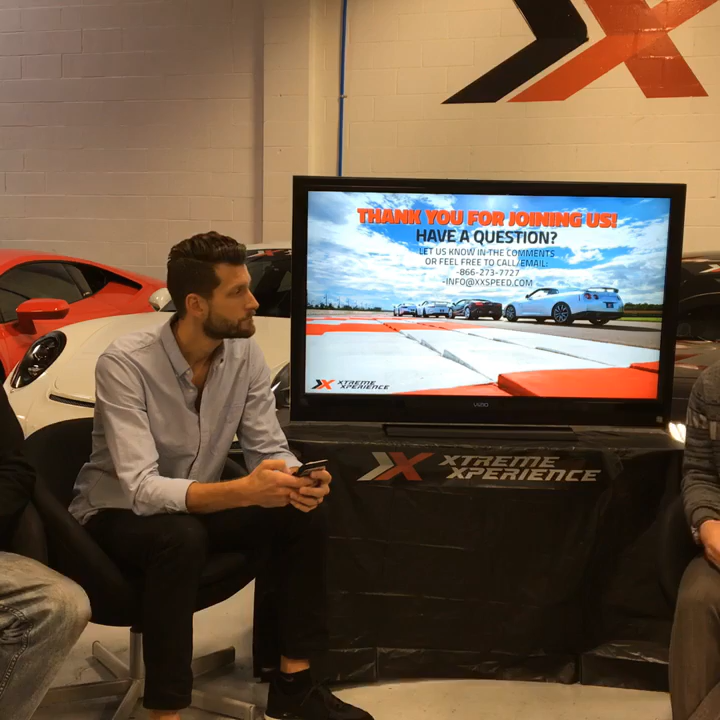 THANK YOU FOR JOINING US!
HAVE A QUESTION?
LET US KNOW IN THE COMMENTS
OR FEEL FREE TO CALL/EMAIL:
-866-273-7727
-INFO@XXSPEED.COM
XTREME
XPERIENCE
VIZIO
XTREME
XPERIENCE